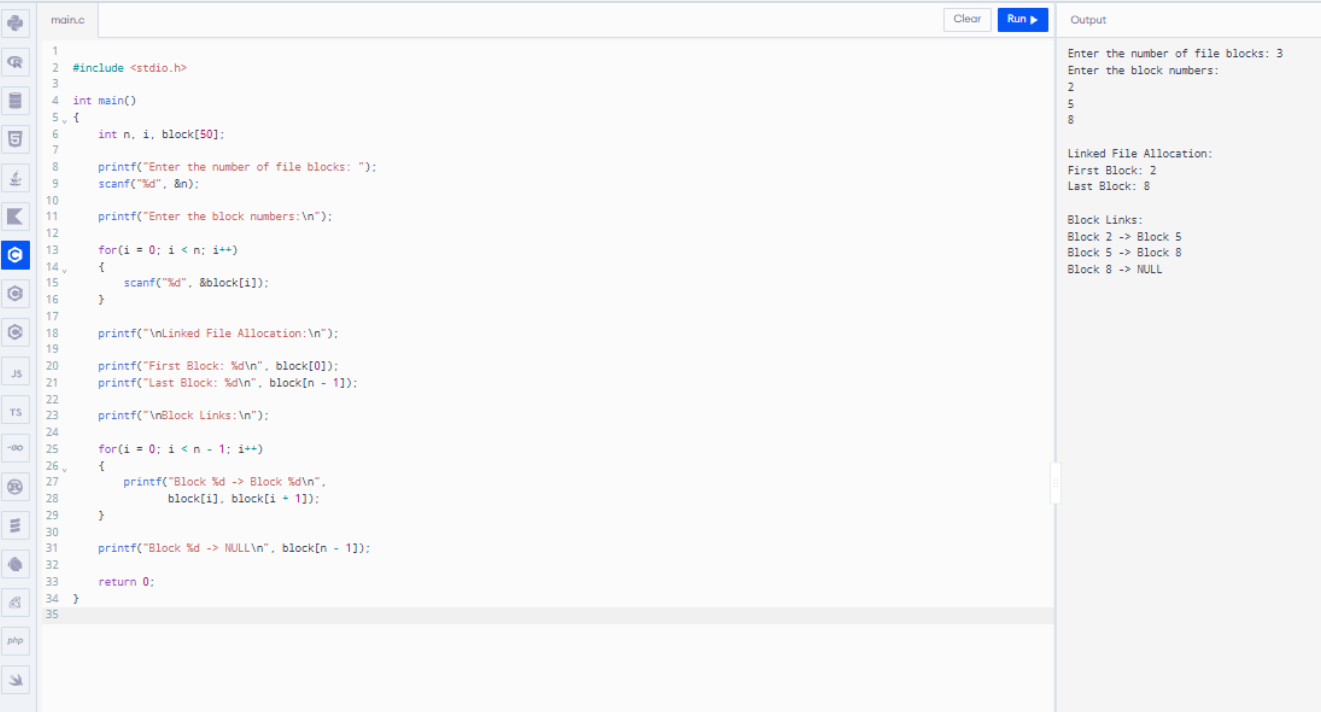 main.c
Clear
Run
Output
1
2 #include <stdio.h>
3
4 int main()
5 {
6 int n, i, block[50];
7
8 printf("Enter the number of file blocks: ");
9 scanf("%d", &n);
10
11 printf("Enter the block numbers:\n");
12
13 for(i = 0; i < n; i++)
14 {
15 scanf("%d", &block[i]);
16 }
17
18 printf("\nLinked File Allocation:\n");
19
20 printf("First Block: %d\n", block[0]);
21 printf("Last Block: %d\n", block[n - 1]);
22
23 printf("\nBlock Links:\n");
24
25 for(i = 0; i < n - 1; i++)
26 {
27 printf("Block %d -> Block %d\n",
28 block[i], block[i + 1]);
29 }
30
31 printf("Block %d -> NULL\n", block[n - 1]);
32
33 return 0;
34 }
35
Enter the number of file blocks: 3
Enter the block numbers:
2
5
8
Linked File Allocation:
First Block: 2
Last Block: 8
Block Links:
Block 2 -> Block 5
Block 5 -> Block 8
Block 8 -> NULL
JS
TS
GO
php